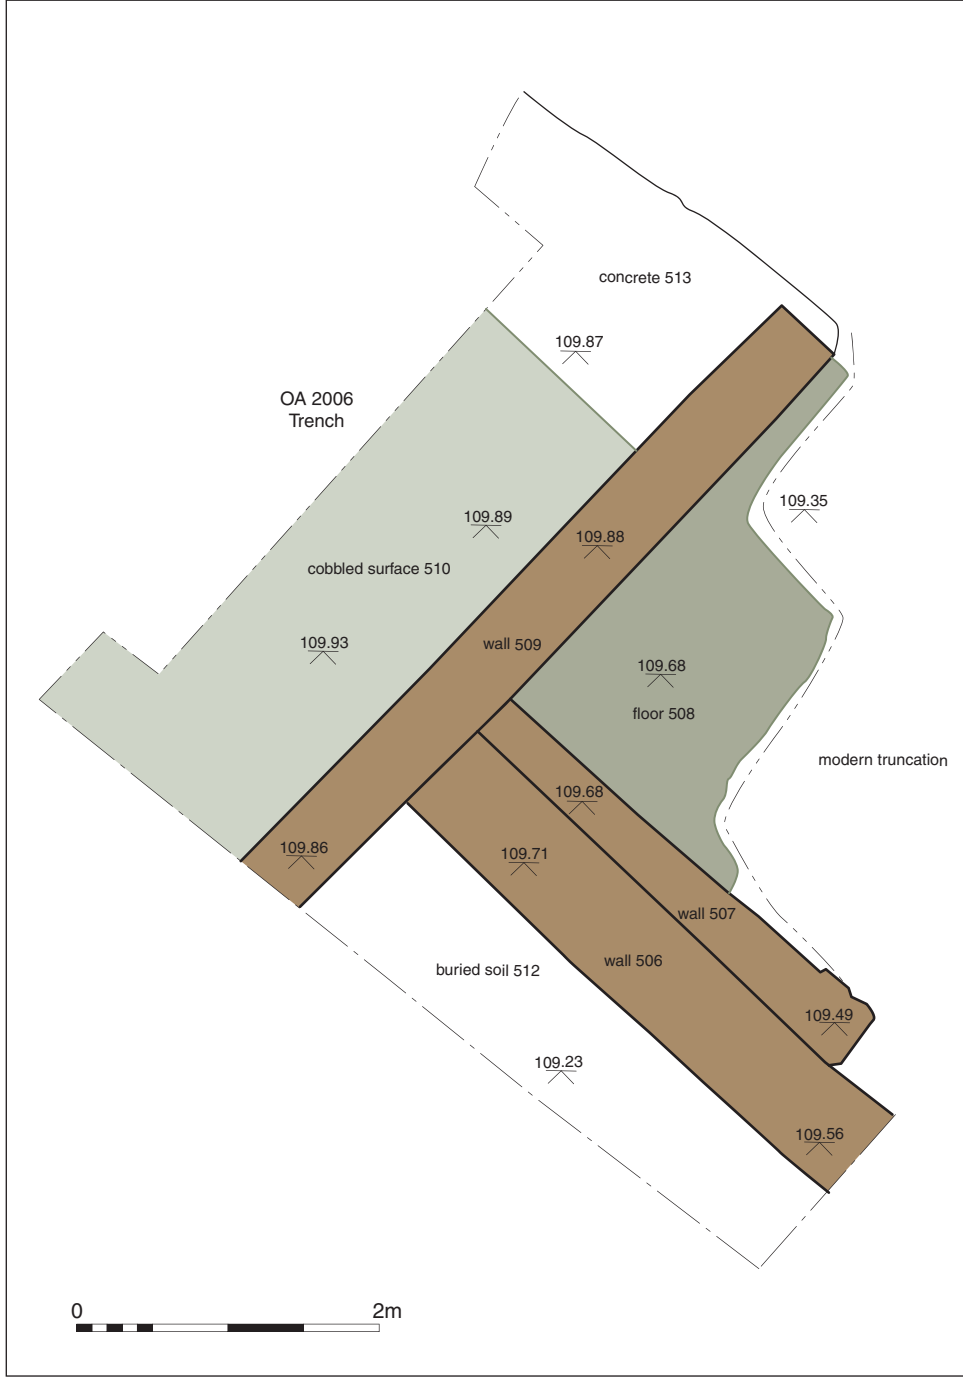 concrete 513
109.87
OA 2006
Trench
109.35
109.89
109.88
cobbled surface 510
109.93
wall 509
109.68
floor 508
modern truncation
109.68
109.86
109.71
wall 507
wall 506
buried soil 512
109.49
109.23
109.56
0
2m